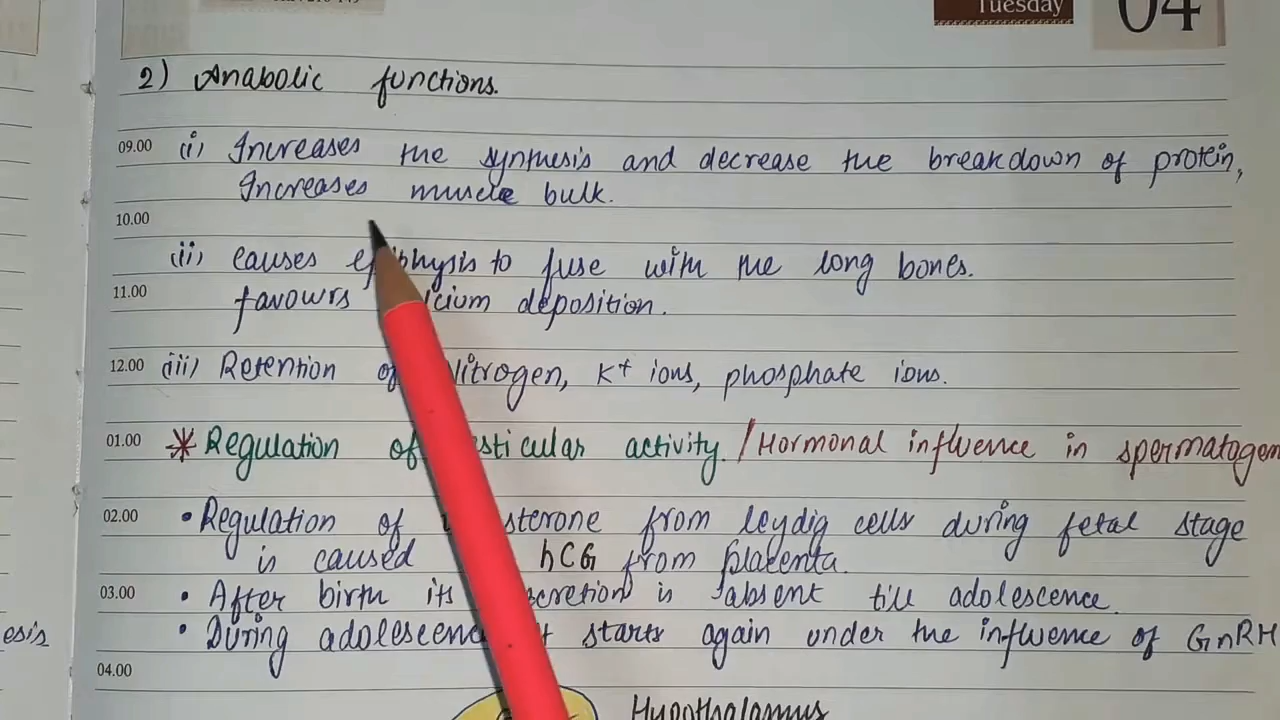 Tuesday
04
2) Anabolic functions.
09.00 (i) Increases the synthesis and decrease the breakdown of protein,
Increases muscle bulk.
10.00
(ii) causes to fuse with the long bones.
11.00 favours deposition.
12.00 (iii) Retention of Nitrogen, K+ ions, phosphate ions.
01.00 * Regulation of activity. / Hormonal influence in spermatogen
02.00 • Regulation of from leydig cells during fetal stage
is caused hCG from placenta.
03.00 • After birth its is absent till adolescence.
esis • During starts again under the influence of GnRH
04.00
Hypothalamus